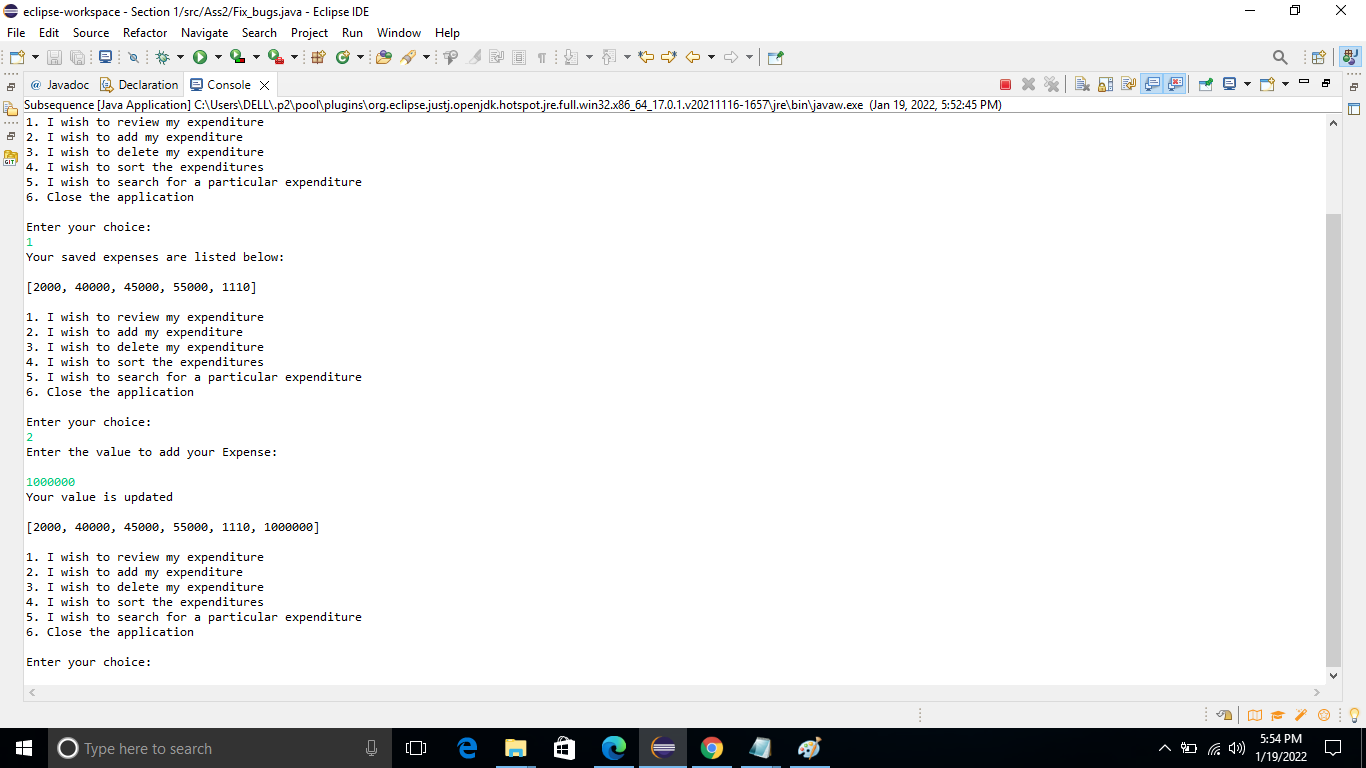 eclipse-workspace - Section 1/src/Ass2/Fix_bugs.java - Eclipse IDE
File Edit Source Refactor Navigate Search Project Run Window Help
@ Javadoc Declaration Console
Subsequence [Java Application] C:\Users\DELL\.p2\pool\plugins\org.eclipse.justj.openjdk.hotspot.jre.full.win32.x86_64_17.0.1.v20211116-1657\jre\bin\javaw.exe (Jan 19, 2022, 5:52:45 PM)
1. I wish to review my expenditure
2. I wish to add my expenditure
3. I wish to delete my expenditure
4. I wish to sort the expenditures
5. I wish to search for a particular expenditure
6. Close the application
Enter your choice:
1
Your saved expenses are listed below:
[2000, 40000, 45000, 55000, 1110]
1. I wish to review my expenditure
2. I wish to add my expenditure
3. I wish to delete my expenditure
4. I wish to sort the expenditures
5. I wish to search for a particular expenditure
6. Close the application
Enter your choice:
2
Enter the value to add your Expense:
1000000
Your value is updated
[2000, 40000, 45000, 55000, 1110, 1000000]
1. I wish to review my expenditure
2. I wish to add my expenditure
3. I wish to delete my expenditure
4. I wish to sort the expenditures
5. I wish to search for a particular expenditure
6. Close the application
Enter your choice:
Type here to search
5:54 PM
1/19/2022